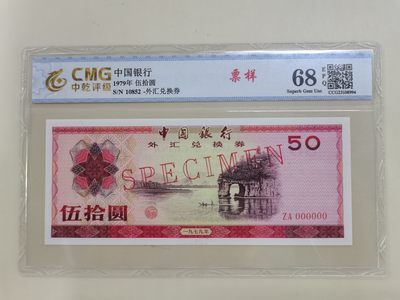 CMG
中乾评级
中国银行
1979年 伍拾圆
S/N 10852 -外汇兑换券
票样
68
EPQ
Superb Gem Unc
中国银行
外汇兑换券
50
SPECIMEN
伍拾圆
ZA 000000
一九七九年